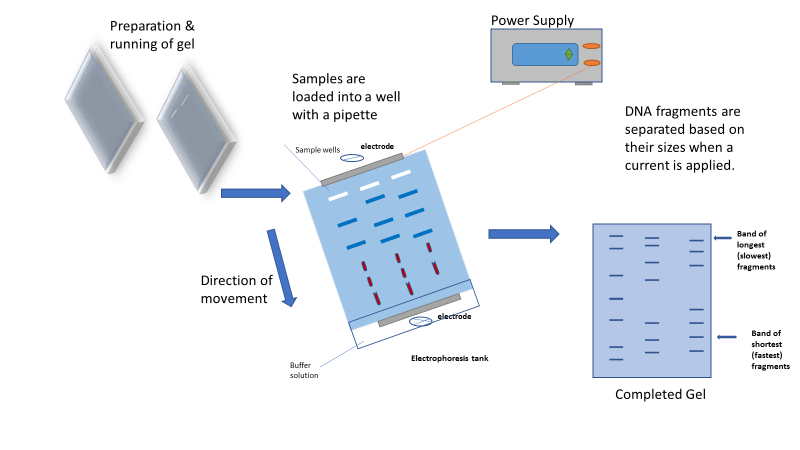 Preparation &
running of gel
Power Supply
Samples are
loaded into a well
with a pipette
DNA fragments are
separated based on
their sizes when a
current is applied.
Sample wells
electrode
Direction of
movement
electrode
Buffer
solution
Electrophoresis tank
Band of
longest
(slowest)
fragments
Band of
shortest
(fastest)
fragments
Completed Gel